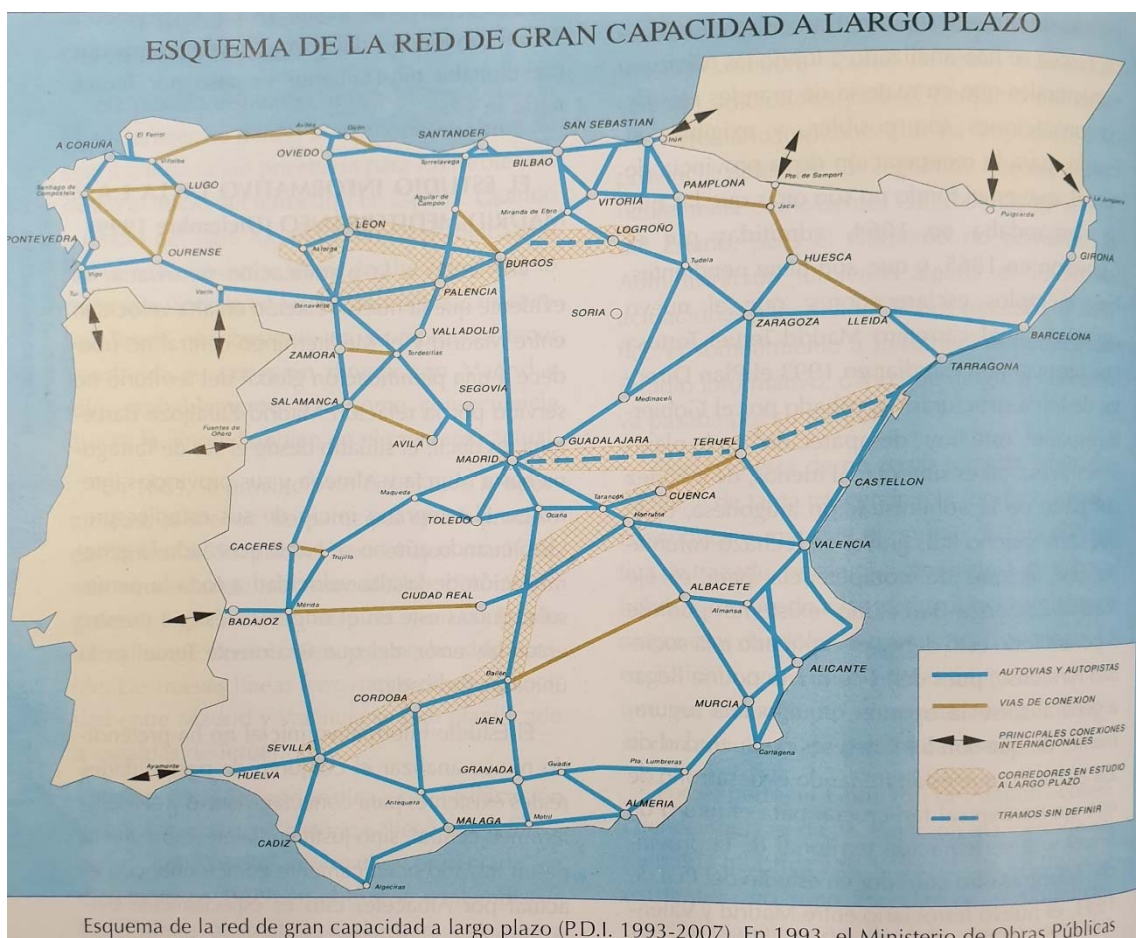 ESQUEMA DE LA RED DE GRAN CAPACIDAD A LARGO PLAZO
El Ferrol
A CORUÑA
Villalba
Avilés
Gijón
OVIEDO
SANTANDER
Torrelavega
BILBAO
SAN SEBASTIAN
Irún
Santiago de Compostela
LUGO
Aguilar de Campoo
Miranda de Ebro
VITORIA
PAMPLONA
Pto. de Somport
Jaca
Puigcerda
La Junquera
PONTEVEDRA
OURENSE
LEON
Astorga
BURGOS
LOGROÑO
HUESCA
GIRONA
Vigo
Tui
Verín
Benavente
PALENCIA
Tudela
SORIA
ZARAGOZA
LLEIDA
BARCELONA
VALLADOLID
ZAMORA
Tordesillas
TARRAGONA
SEGOVIA
SALAMANCA
Medinaceli
Fuentes de Oñoro
AVILA
GUADALAJARA
MADRID
TERUEL
CASTELLON
Maqueda
CUENCA
TOLEDO
Ocaña
Tarancón
Honrubia
CACERES
Trujillo
VALENCIA
BADAJOZ
Mérida
CIUDAD REAL
ALBACETE
Almansa
ALICANTE
Bailén
CORDOBA
JAEN
MURCIA
Cartagena
SEVILLA
Ayamonte
HUELVA
GRANADA
Guadix
Pto. Lumbreras
Antequera
MALAGA
Motril
ALMERIA
CADIZ
Algeciras
AUTOVIAS Y AUTOPISTAS
VIAS DE CONEXION
PRINCIPALES CONEXIONES
INTERNACIONALES
CORREDORES EN ESTUDIO
A LARGO PLAZO
TRAMOS SIN DEFINIR
Esquema de la red de gran capacidad a largo plazo (P.D.I. 1993-2007). En 1993, el Ministerio de Obras Públicas